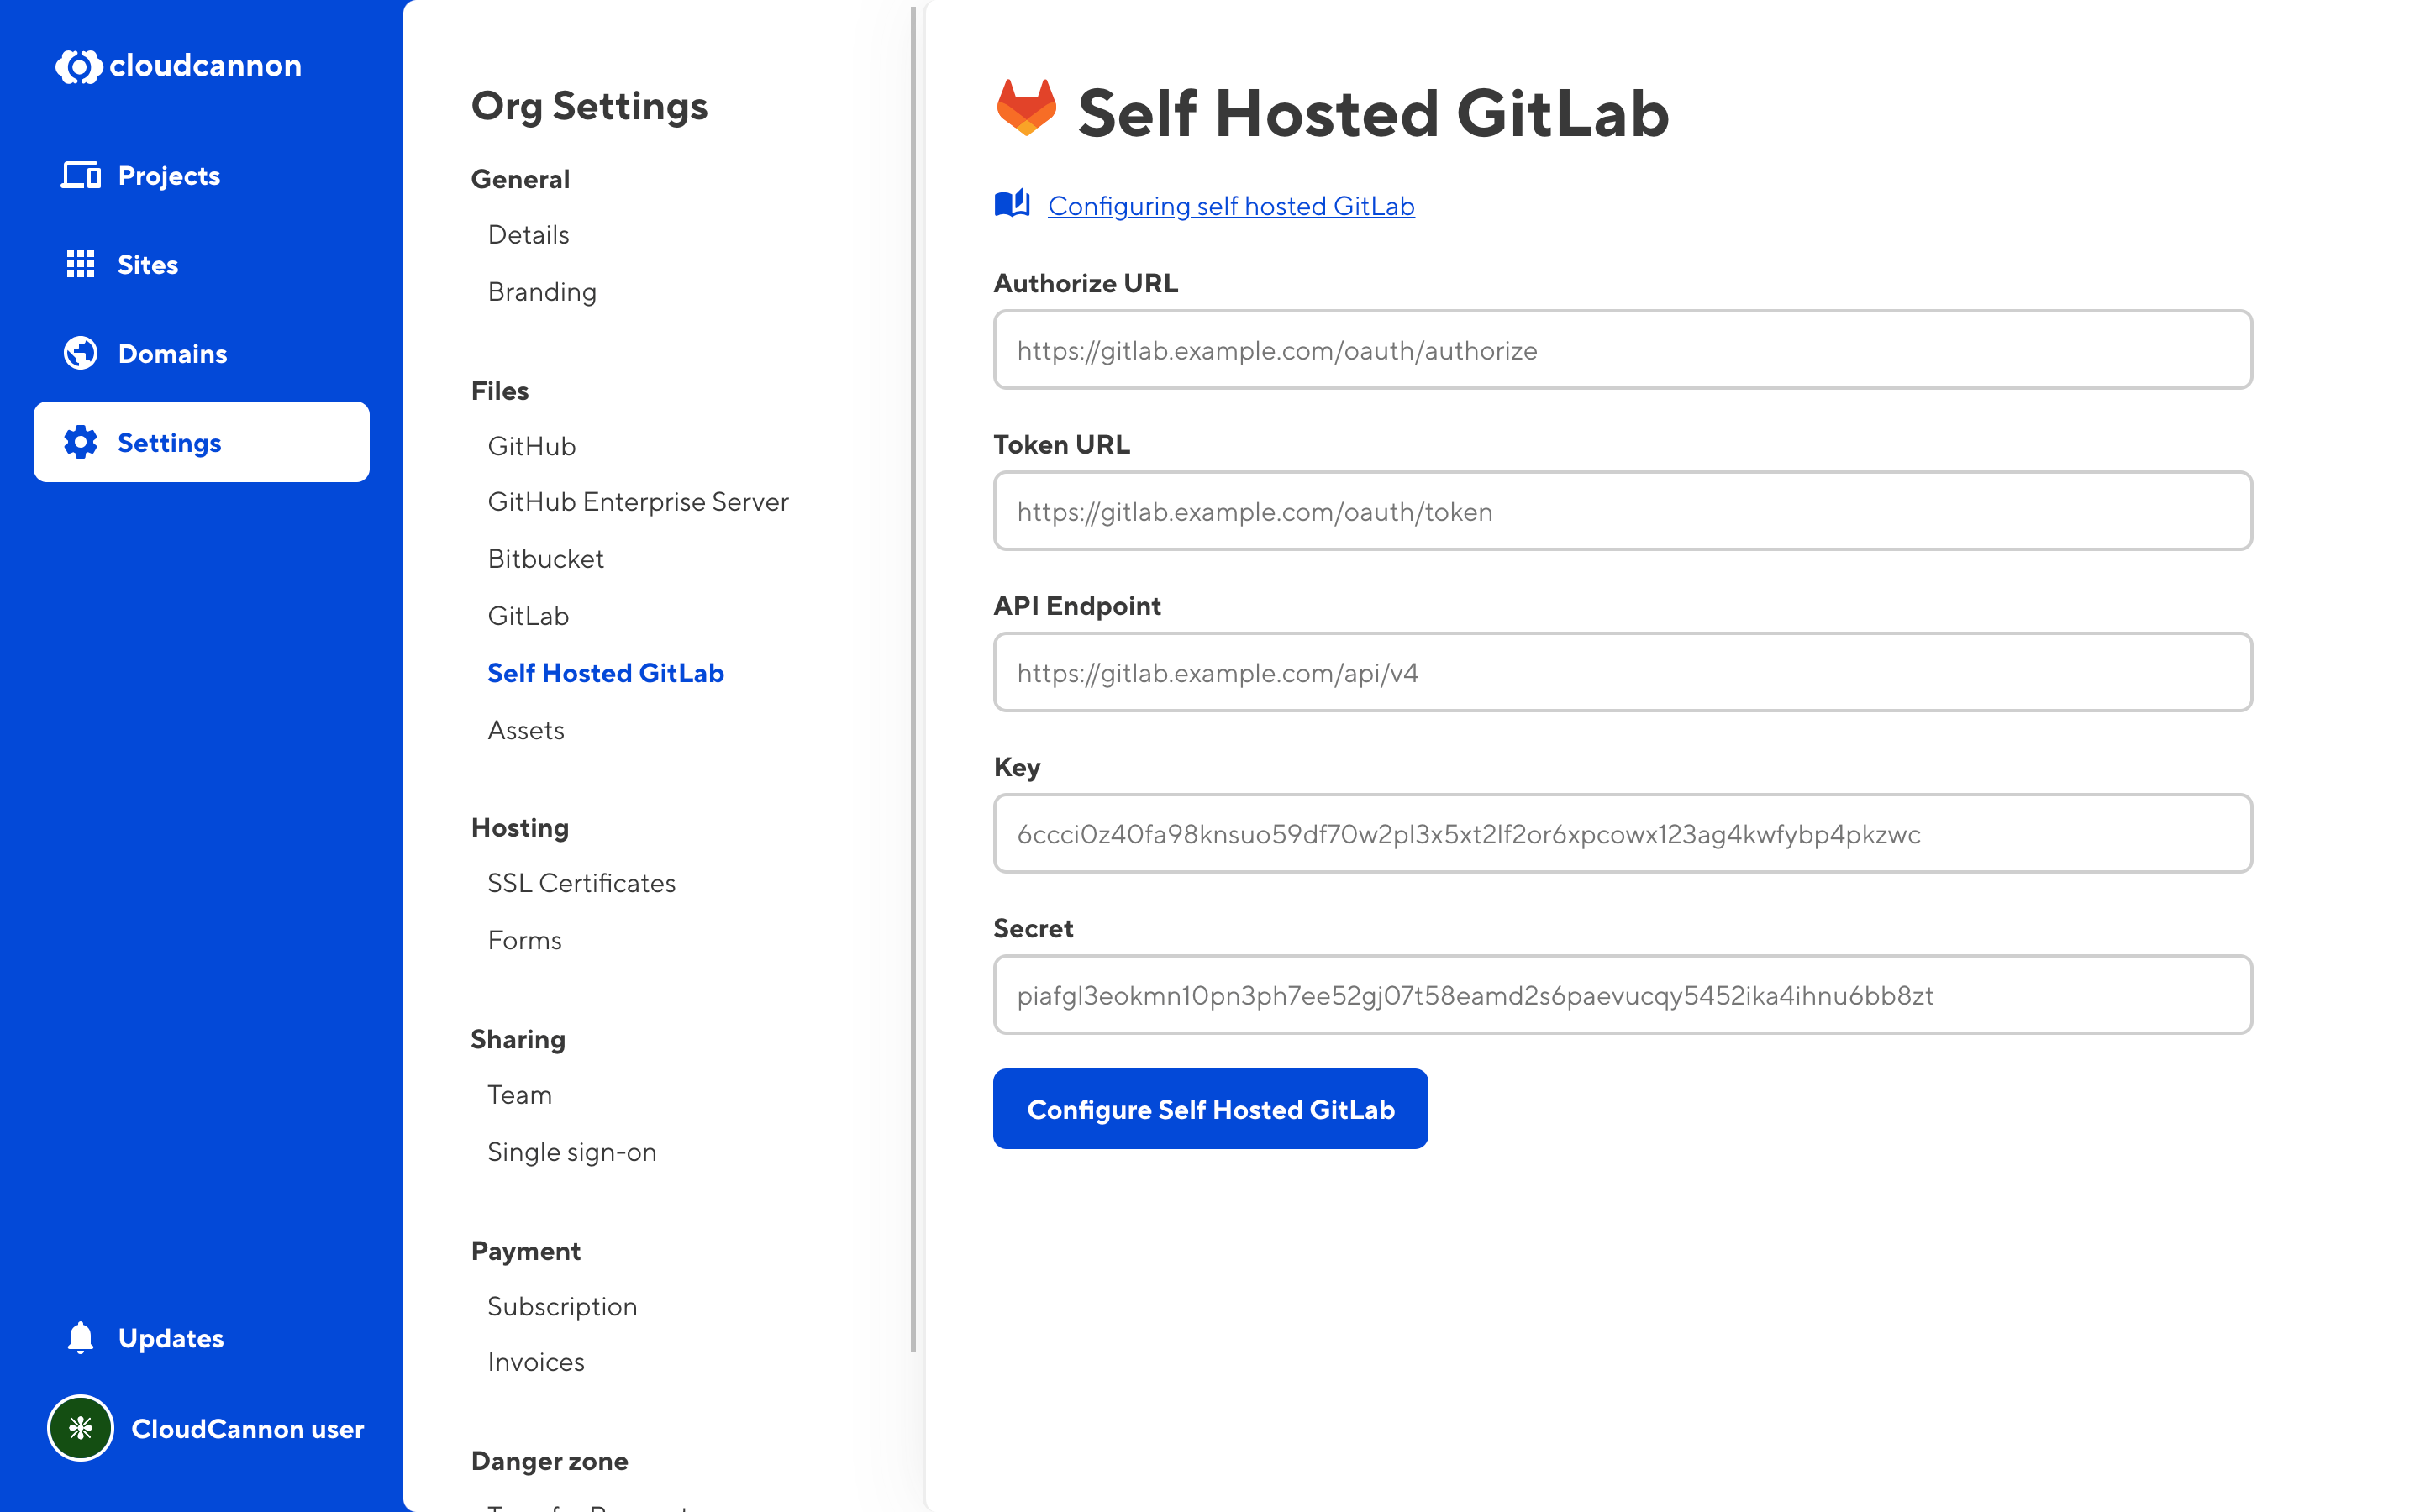 cloudcannon
Projects
Sites
Domains
Settings
Updates
CloudCannon user
Org Settings
General
Details
Branding
Files
GitHub
GitHub Enterprise Server
Bitbucket
GitLab
Self Hosted GitLab
Assets
Hosting
SSL Certificates
Forms
Sharing
Team
Single sign-on
Payment
Subscription
Invoices
Danger zone
Self Hosted GitLab
Configuring self hosted GitLab
Authorize URL
https://gitlab.example.com/oauth/authorize
Token URL
https://gitlab.example.com/oauth/token
API Endpoint
https://gitlab.example.com/api/v4
Key
6ccci0z40fa98knsuo59df70w2pl3x5xt2lf2or6xpcowx123ag4kwfybp4pkzwc
Secret
piafgl3eokmn10pn3ph7ee52gj07t58eamd2s6paevucqy5452ika4ihnu6bb8zt
Configure Self Hosted GitLab